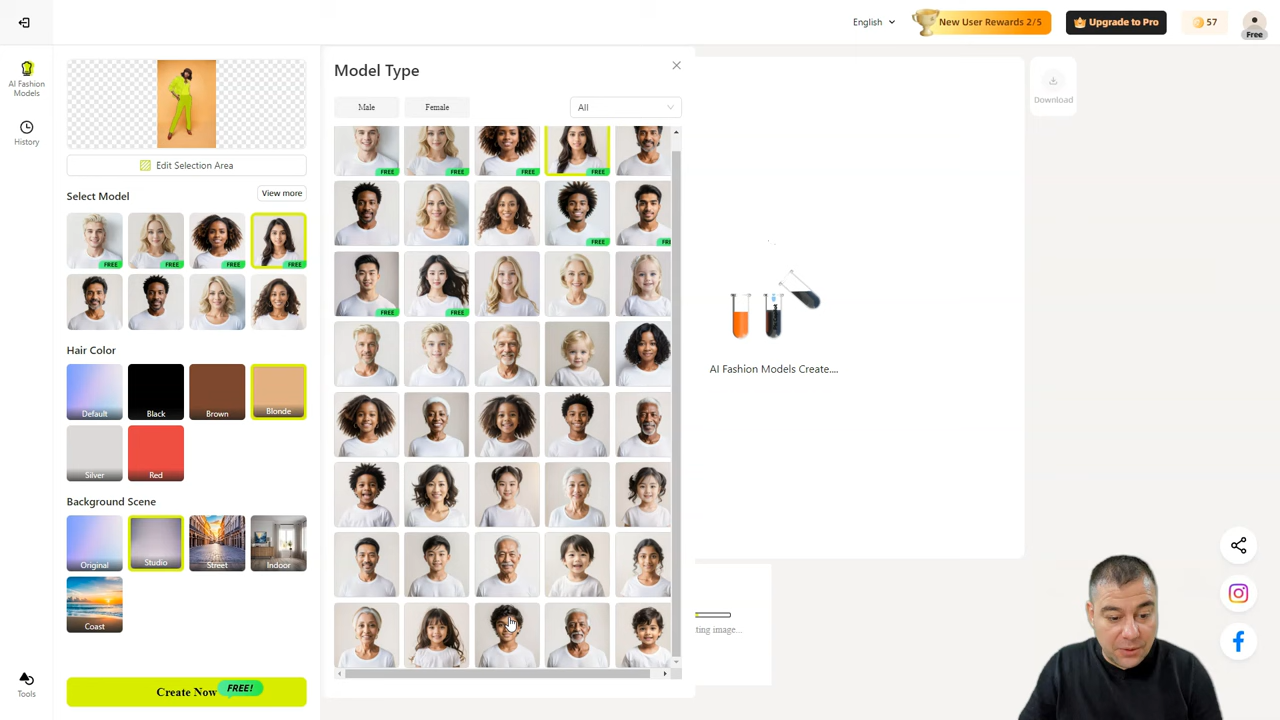 English
New User Rewards 2/5
Upgrade to Pro
57
Free
AI Fashion
Models
History
Tools
Edit Selection Area
Select Model
View more
FREE
FREE
FREE
FREE
Hair Color
Default
Black
Brown
Blonde
Silver
Red
Background Scene
Original
Studio
Street
Indoor
Coast
Create Now
FREE!
Model Type
Male
Female
All
FREE
FREE
FREE
FREE
FREE
FRE
FREE
FREE
AI Fashion Models Create....
ting image...
Download